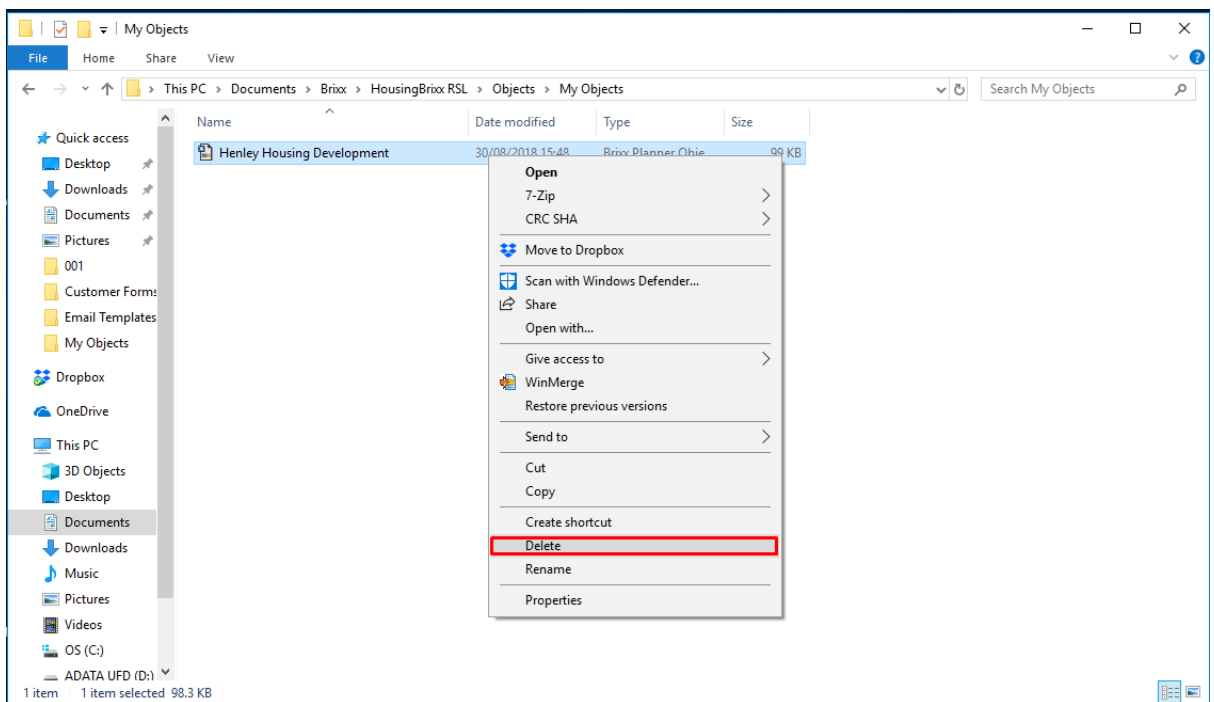 My Objects
File Home Share View
This PC > Documents > Brixx > HousingBrixx RSL > Objects > My Objects
Search My Objects
Name Date modified Type Size
Henley Housing Development 30/08/2018 15:48 Brixx Planner Obje... 99 KB
Quick access
Desktop
Downloads
Documents
Pictures
001
Customer Forms
Email Templates
My Objects
Dropbox
OneDrive
This PC
3D Objects
Desktop
Documents
Downloads
Music
Pictures
Videos
OS (C:)
ADATA UFD (D:)
Open
7-Zip
CRC SHA
Move to Dropbox
Scan with Windows Defender...
Share
Open with...
Give access to
WinMerge
Restore previous versions
Send to
Cut
Copy
Create shortcut
Delete
Rename
Properties
1 item 1 item selected 98.3 KB